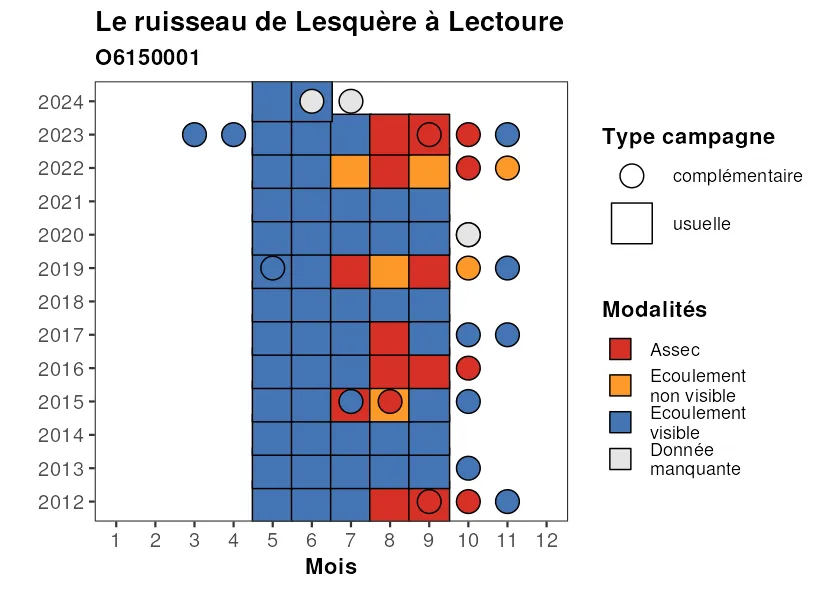 Le ruisseau de Lesquère à Lectoure
O6150001
2024
2023
2022
2021
2020
2019
2018
2017
2016
2015
2014
2013
2012
1 2 3 4 5 6 7 8 9 10 11 12
Mois
Type campagne
complémentaire
usuelle
Modalités
Assec
Ecoulement
non visible
Ecoulement
visible
Donnée
manquante